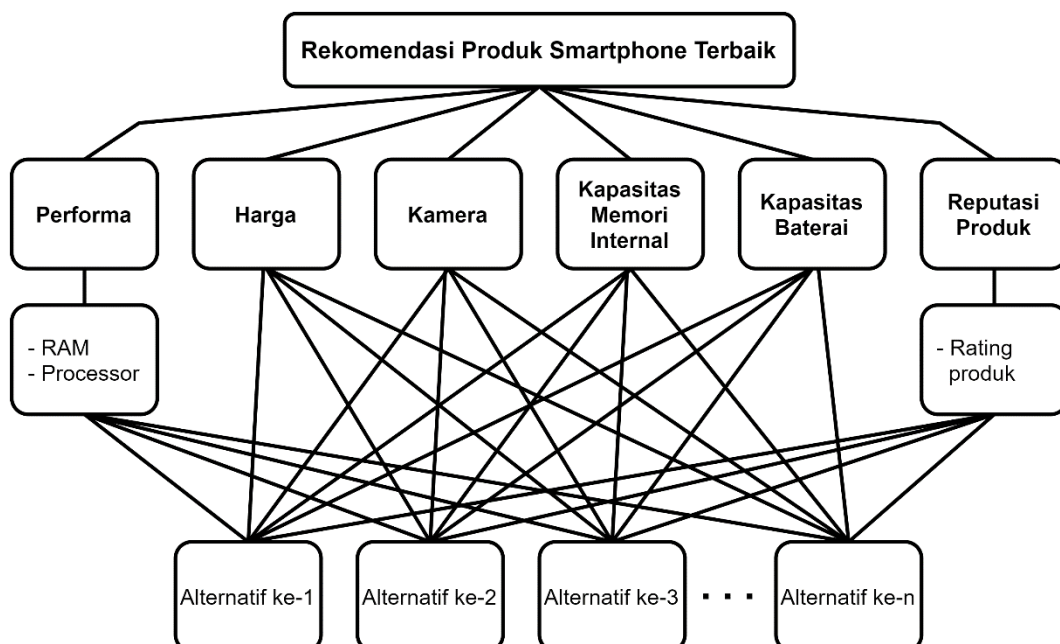 Rekomendasi Produk Smartphone Terbaik
Performa
Harga
Kamera
Kapasitas
Memori
Internal
Kapasitas
Baterai
Reputasi
Produk
- RAM
- Processor
- Rating
produk
Alternatif ke-1
Alternatif ke-2
Alternatif ke-3
. . .
Alternatif ke-n